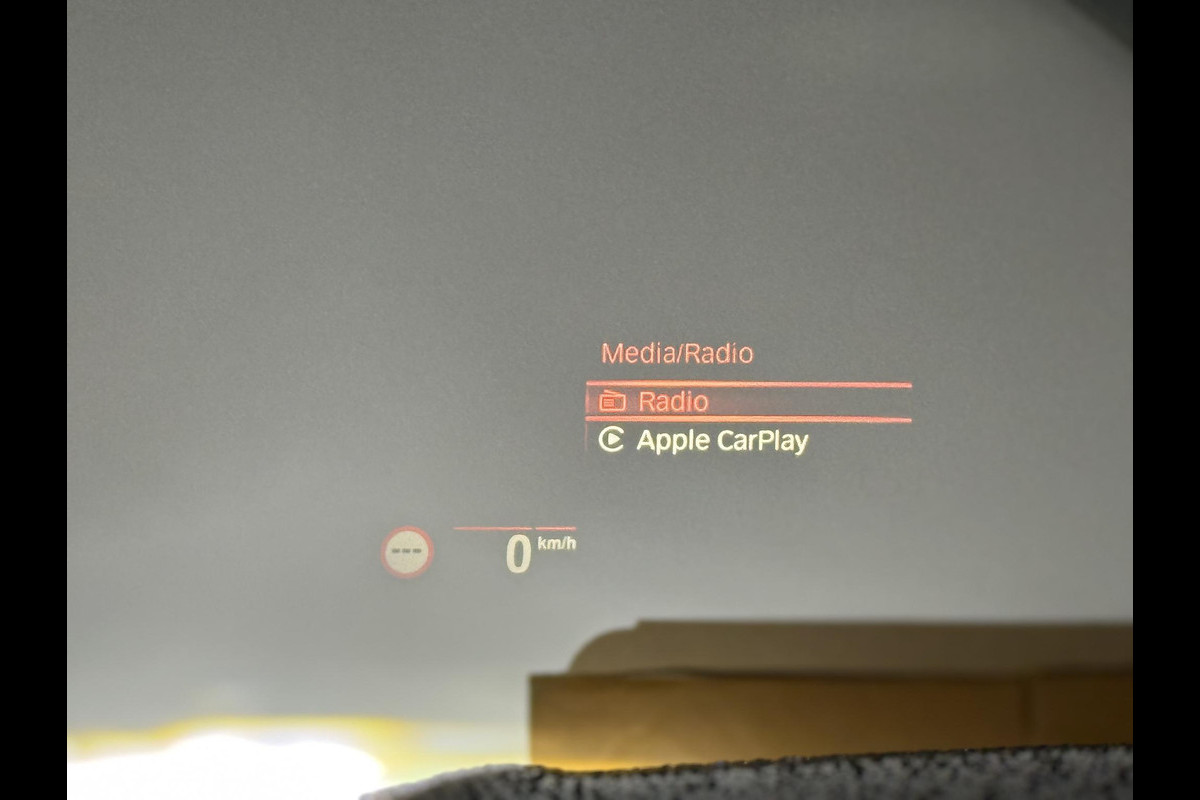 Media/Radio
Radio
Apple CarPlay
---
0 km/h